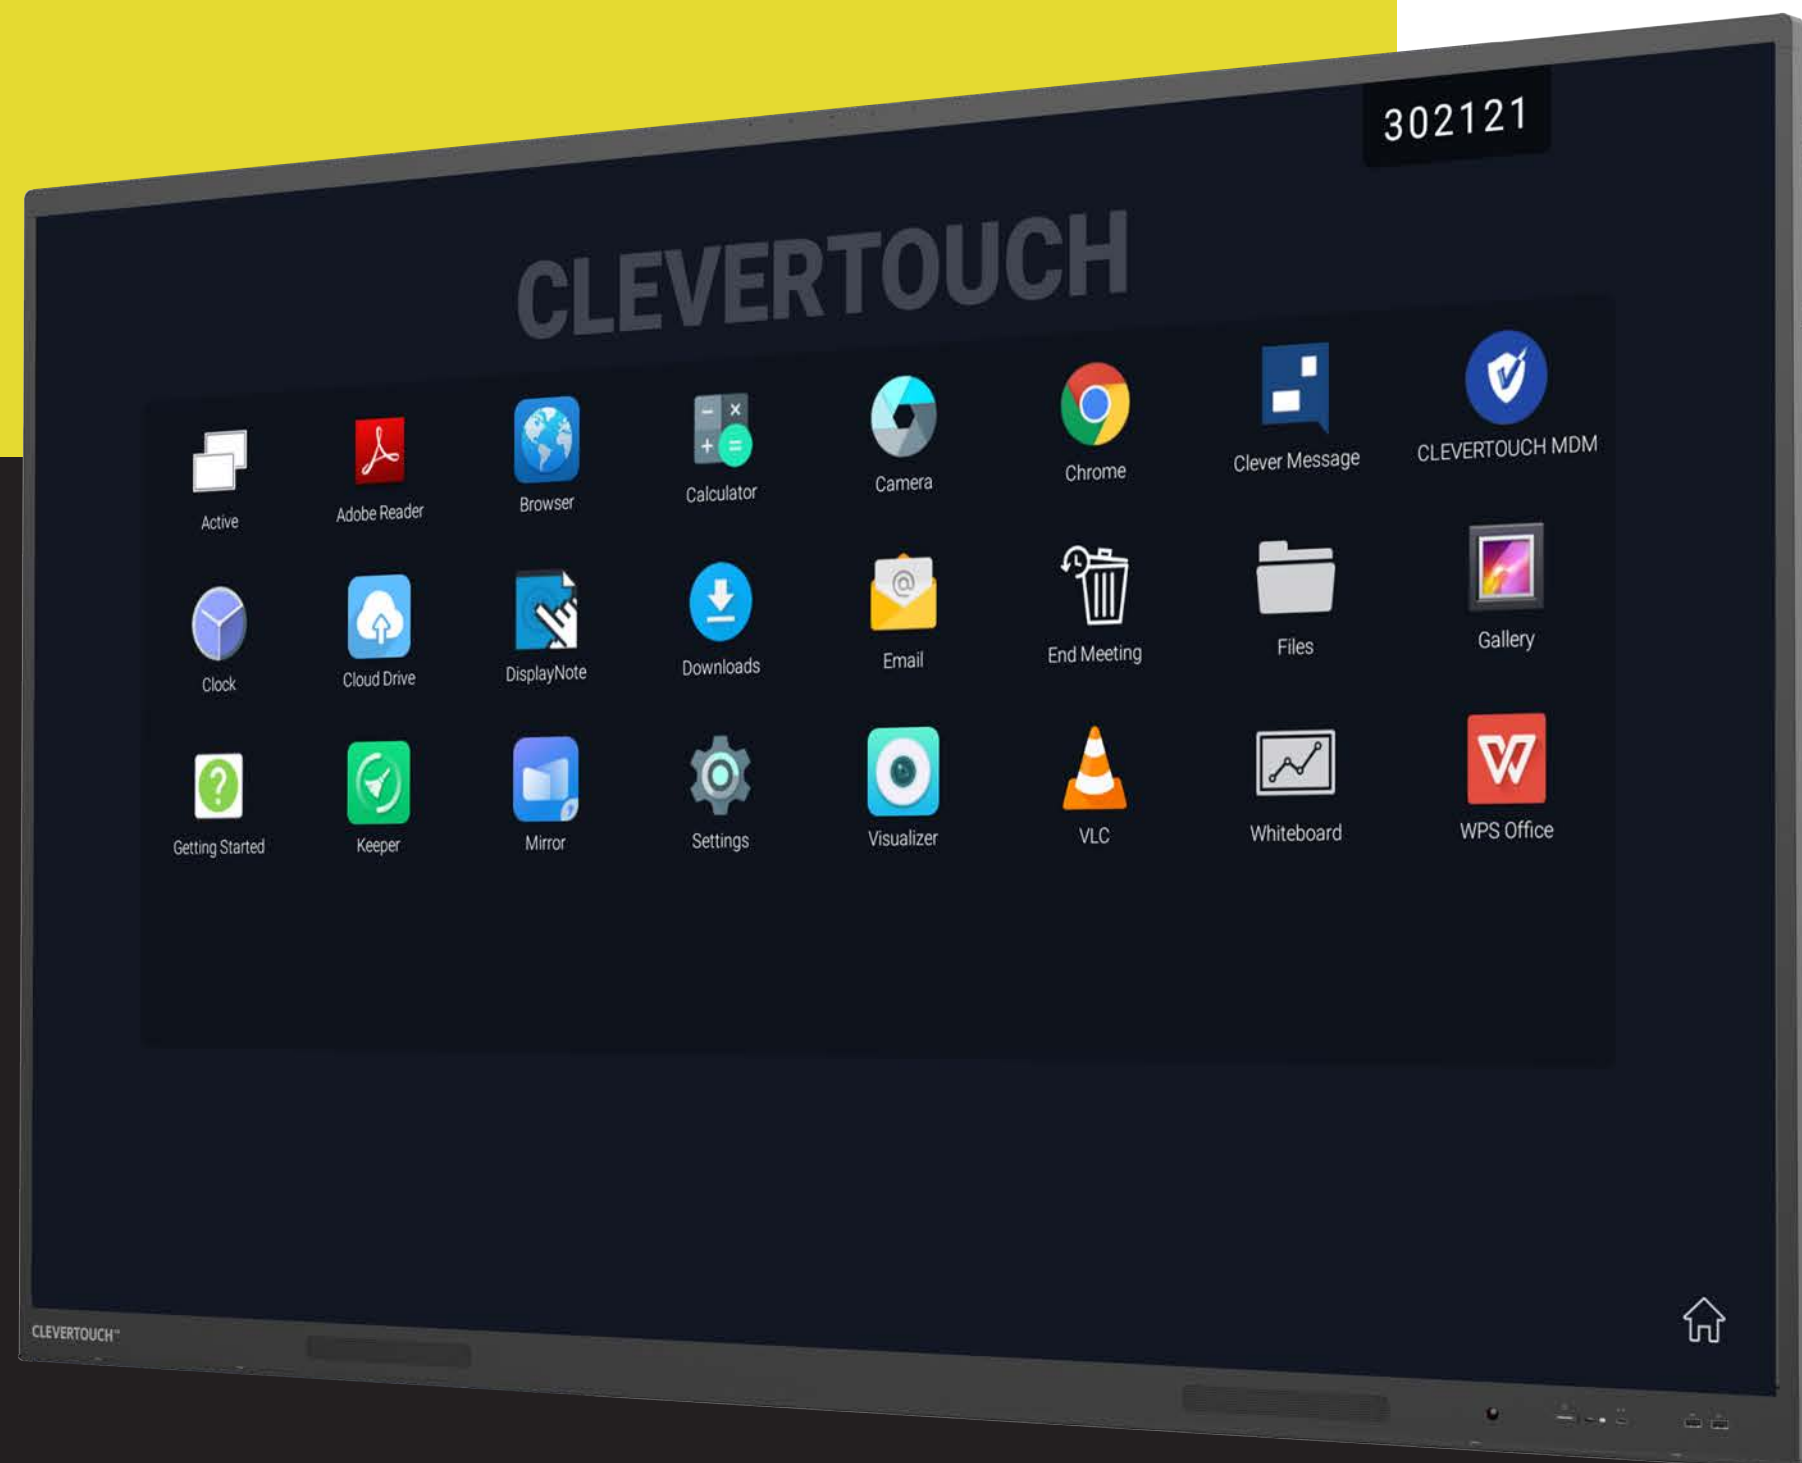 302121
CLEVERTOUCH
Active
Adobe Reader
Browser
Calculator
Camera
Chrome
Clever Message
CLEVERTOUCH MDM
Clock
Cloud Drive
DisplayNote
Downloads
Email
End Meeting
Files
Gallery
Getting Started
Keeper
Mirror
Settings
Visualizer
VLC
Whiteboard
WPS Office
CLEVERTOUCH™